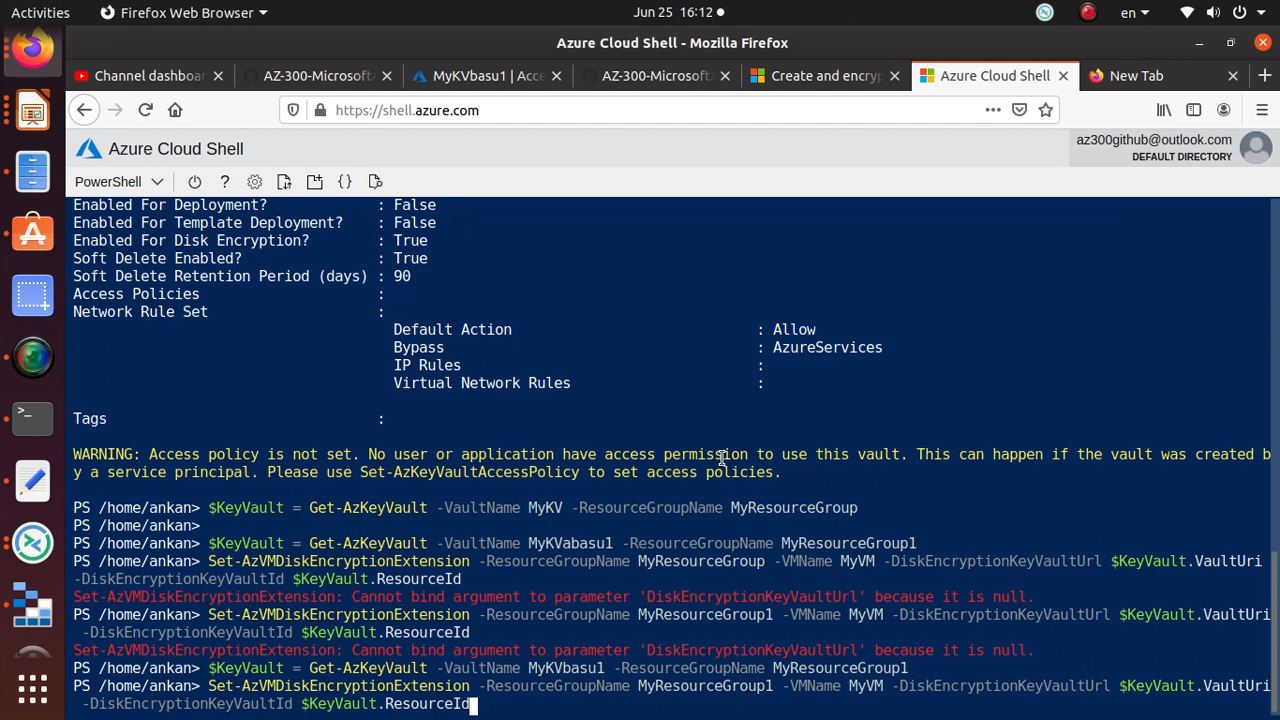 Activities Firefox Web Browser Jun 25 16:12 en
Azure Cloud Shell - Mozilla Firefox
Channel dashboa AZ-300-Microsoft MyKVbasu1 | Acce AZ-300-Microsoft Create and encryp Azure Cloud Shell New Tab
https://shell.azure.com
Azure Cloud Shell
az300github@outlook.com
DEFAULT DIRECTORY
PowerShell
Enabled For Deployment? : False
Enabled For Template Deployment? : False
Enabled For Disk Encryption? : True
Soft Delete Enabled? : True
Soft Delete Retention Period (days) : 90
Access Policies :
Network Rule Set :
Default Action : Allow
Bypass : AzureServices
IP Rules :
Virtual Network Rules :
Tags :
WARNING: Access policy is not set. No user or application have access permission to use this vault. This can happen if the vault was created b
y a service principal. Please use Set-AzKeyVaultAccessPolicy to set access policies.
PS /home/ankan> $KeyVault = Get-AzKeyVault -VaultName MyKV -ResourceGroupName MyResourceGroup
PS /home/ankan>
PS /home/ankan> $KeyVault = Get-AzKeyVault -VaultName MyKVabasu1 -ResourceGroupName MyResourceGroup1
PS /home/ankan> Set-AzVMDiskEncryptionExtension -ResourceGroupName MyResourceGroup -VMName MyVM -DiskEncryptionKeyVaultUrl $KeyVault.VaultUri
-DiskEncryptionKeyVaultId $KeyVault.ResourceId
Set-AzVMDiskEncryptionExtension: Cannot bind argument to parameter 'DiskEncryptionKeyVaultUrl' because it is null.
PS /home/ankan> Set-AzVMDiskEncryptionExtension -ResourceGroupName MyResourceGroup1 -VMName MyVM -DiskEncryptionKeyVaultUrl $KeyVault.VaultUri
-DiskEncryptionKeyVaultId $KeyVault.ResourceId
Set-AzVMDiskEncryptionExtension: Cannot bind argument to parameter 'DiskEncryptionKeyVaultUrl' because it is null.
PS /home/ankan> $KeyVault = Get-AzKeyVault -VaultName MyKVbasu1 -ResourceGroupName MyResourceGroup1
PS /home/ankan> Set-AzVMDiskEncryptionExtension -ResourceGroupName MyResourceGroup1 -VMName MyVM -DiskEncryptionKeyVaultUrl $KeyVault.VaultUri
-DiskEncryptionKeyVaultId $KeyVault.ResourceId